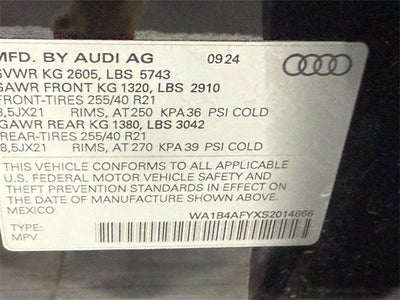 MFD. BY AUDI AG 09/24
GVWR KG 2605, LBS 5743
GAWR FRONT KG 1320, LBS 2910
FRONT-TIRES 255/40 R21
8,5JX21 RIMS, AT 250 KPA 36 PSI COLD
GAWR REAR KG 1380, LBS 3042
REAR-TIRES 255/40 R21
8,5JX21 RIMS, AT 270 KPA 39 PSI COLD
THIS VEHICLE CONFORMS TO ALL APPLICABLE
U.S. FEDERAL MOTOR VEHICLE SAFETY AND
THEFT PREVENTION STANDARDS IN EFFECT ON
THE DATE OF MANUFACTURE SHOWN ABOVE.
MEXICO
WA1B4AFYXS2014666
TYPE:
MPV